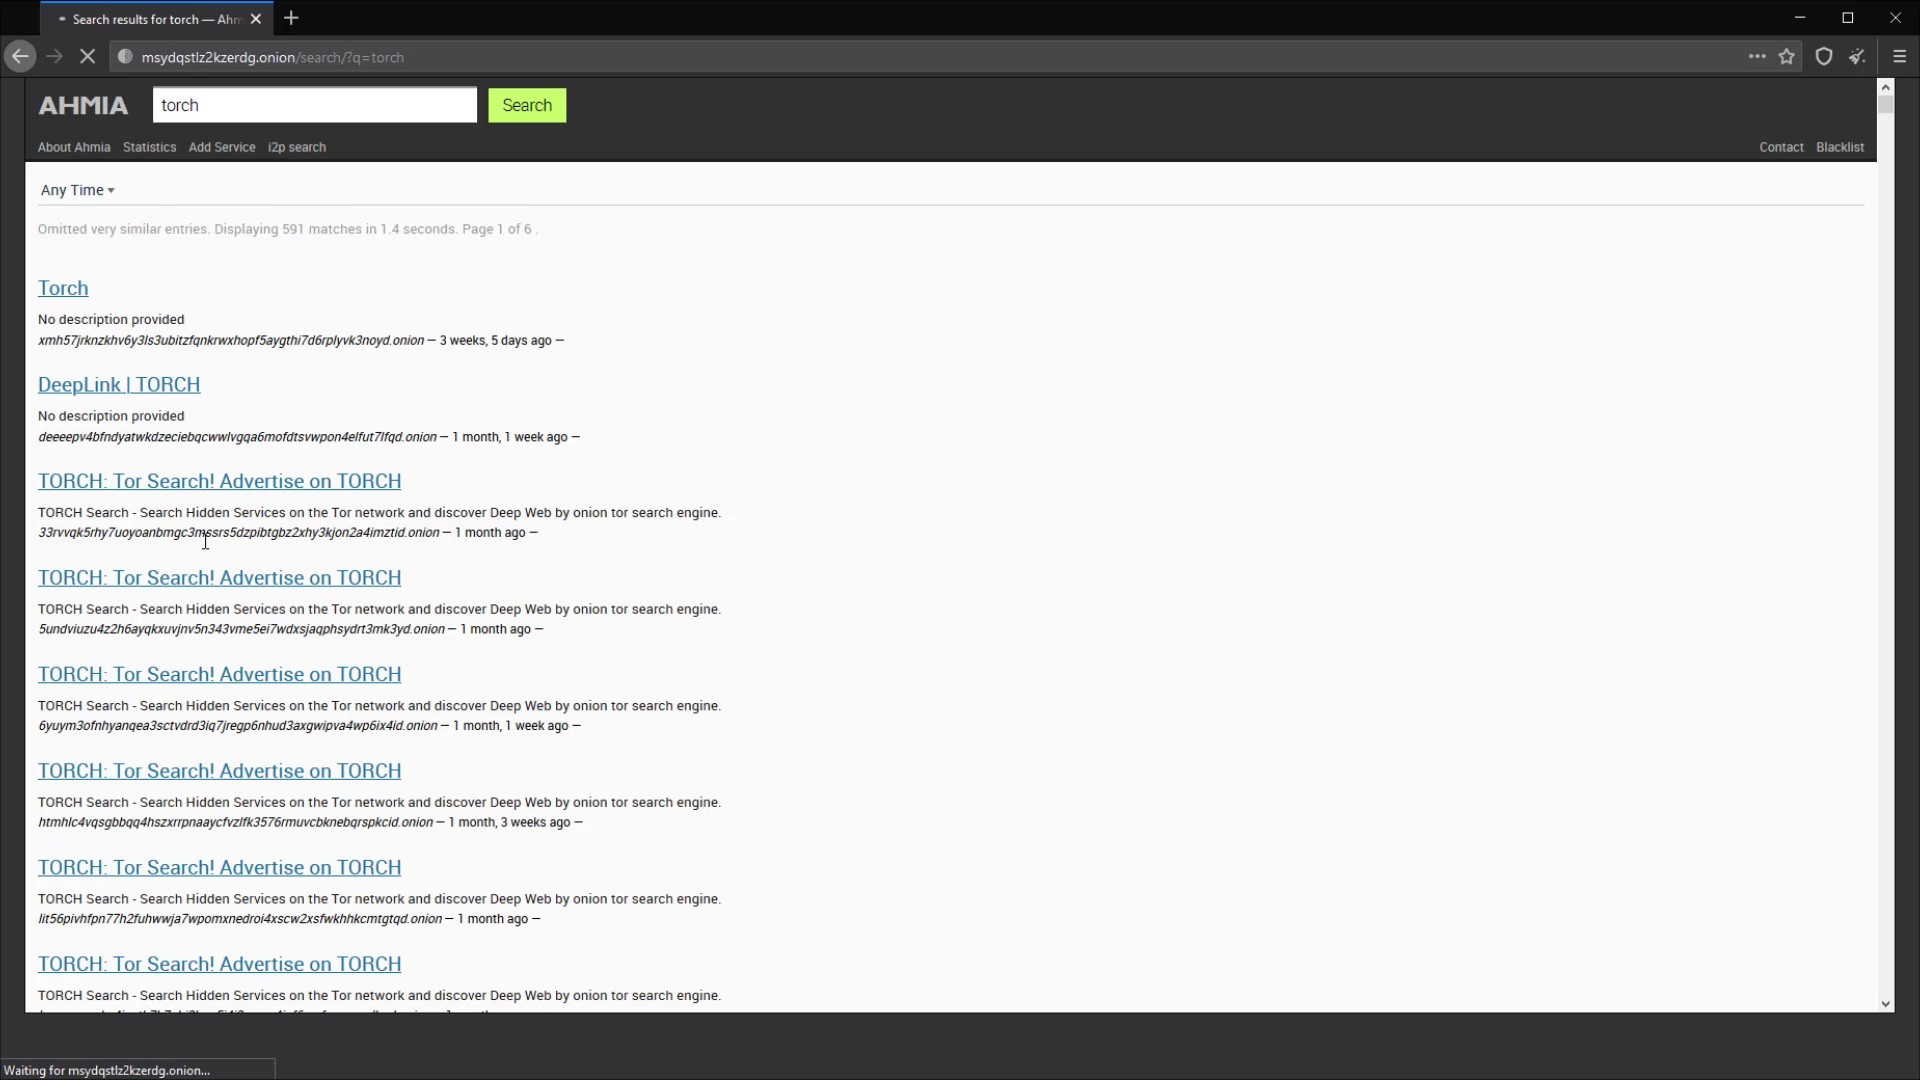 Search results for torch — Ahm
msydqstlz2kzerdg.onion/search/?q=torch
AHMIA
torch
Search
About Ahmia Statistics Add Service i2p search
Contact Blacklist
Any Time
Omitted very similar entries. Displaying 591 matches in 1.4 seconds. Page 1 of 6 .
Torch
No description provided
xmh57jrknzkhv6y3ls3ubitzfqnkrwxhopf5aygthi7d6rplyvk3noyd.onion — 3 weeks, 5 days ago —
DeepLink | TORCH
No description provided
deeeepv4bfndyatwkdzeciebqcwwlvgqa6mofdtsvwpon4elfut7lfqd.onion — 1 month, 1 week ago —
TORCH: Tor Search! Advertise on TORCH
TORCH Search - Search Hidden Services on the Tor network and discover Deep Web by onion tor search engine.
33rvvqk5rhy7uoyoanbmgc3mssrs5dzpibtgbz2xhy3kjon2a4imztid.onion — 1 month ago —
TORCH: Tor Search! Advertise on TORCH
TORCH Search - Search Hidden Services on the Tor network and discover Deep Web by onion tor search engine.
5undviuzu4z2h6ayqkxuvjnv5n343vme5ei7wdxsjaqphsydrt3mk3yd.onion — 1 month ago —
TORCH: Tor Search! Advertise on TORCH
TORCH Search - Search Hidden Services on the Tor network and discover Deep Web by onion tor search engine.
6yuym3ofnhyanqea3sctvdrd3iq7jregp6nhud3axgwipva4wp6ix4id.onion — 1 month, 1 week ago —
TORCH: Tor Search! Advertise on TORCH
TORCH Search - Search Hidden Services on the Tor network and discover Deep Web by onion tor search engine.
htmhlc4vqsgbbqq4hszxrrpnaaycfvzlfk3576rmuvcbknebqrspkcid.onion — 1 month, 3 weeks ago —
TORCH: Tor Search! Advertise on TORCH
TORCH Search - Search Hidden Services on the Tor network and discover Deep Web by onion tor search engine.
lit56pivhfpn77h2fuhwwja7wpomxnedroi4xscw2xsfwkhhkcmtgtqd.onion — 1 month ago —
TORCH: Tor Search! Advertise on TORCH
TORCH Search - Search Hidden Services on the Tor network and discover Deep Web by onion tor search engine.
Waiting for msydqstlz2kzerdg.onion...